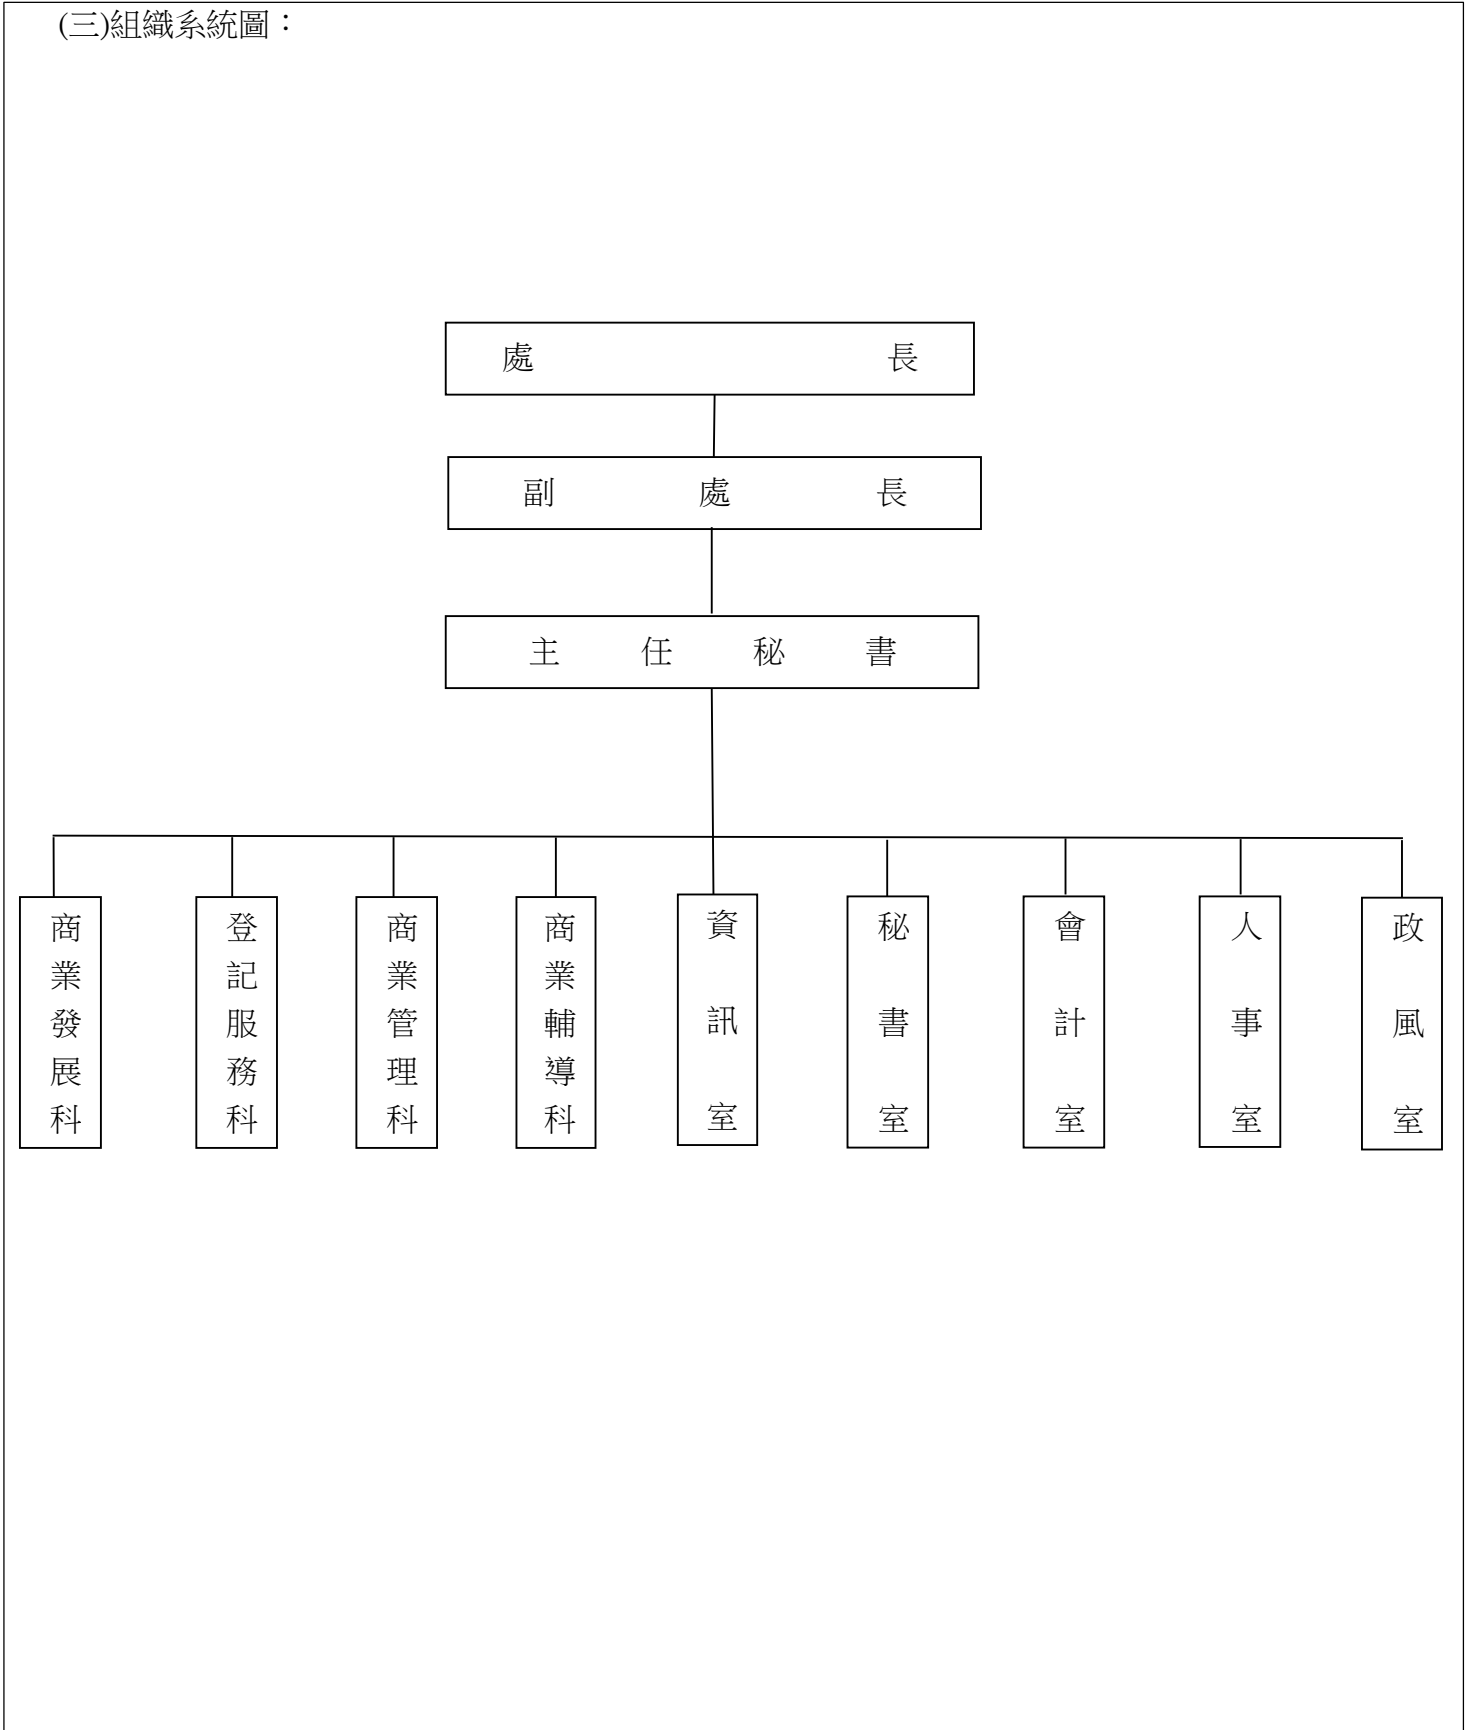 (三)組織系統圖：
處長
副處長
主任秘書
商業發展科
登記服務科
商業管理科
商業輔導科
資訊室
秘書室
會計室
人事室
政風室